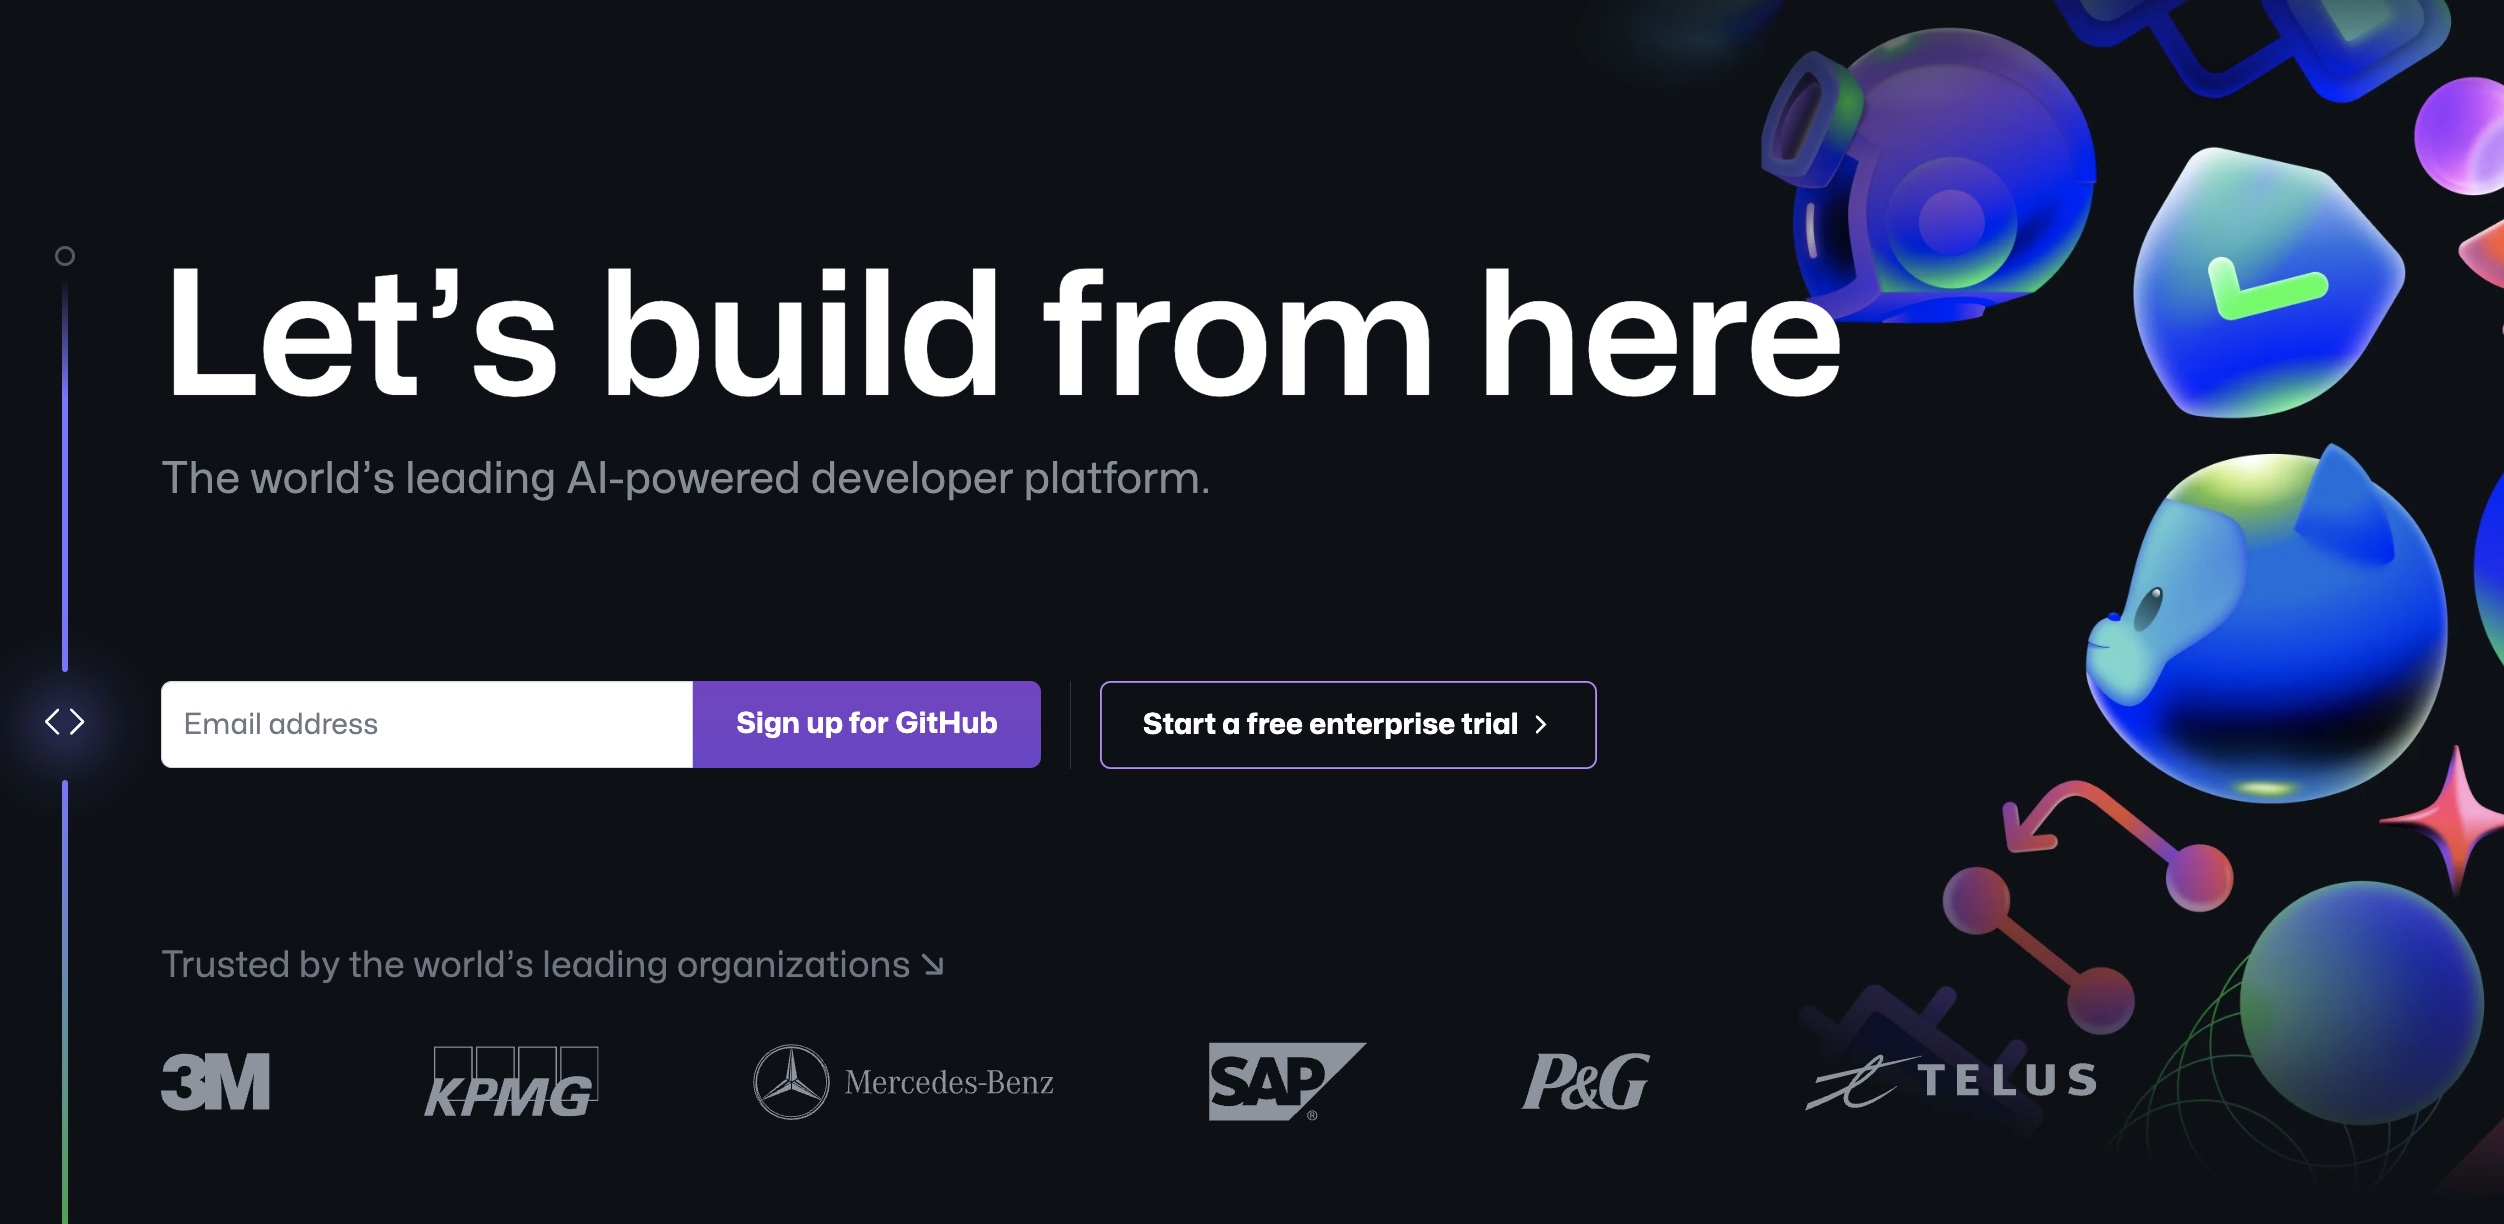 Let’s build from here
The world’s leading AI-powered developer platform.
Email address
Sign up for GitHub
Start a free enterprise trial
Trusted by the world’s leading organizations
3M
KPMG
Mercedes-Benz
SAP®
P&G
TELUS